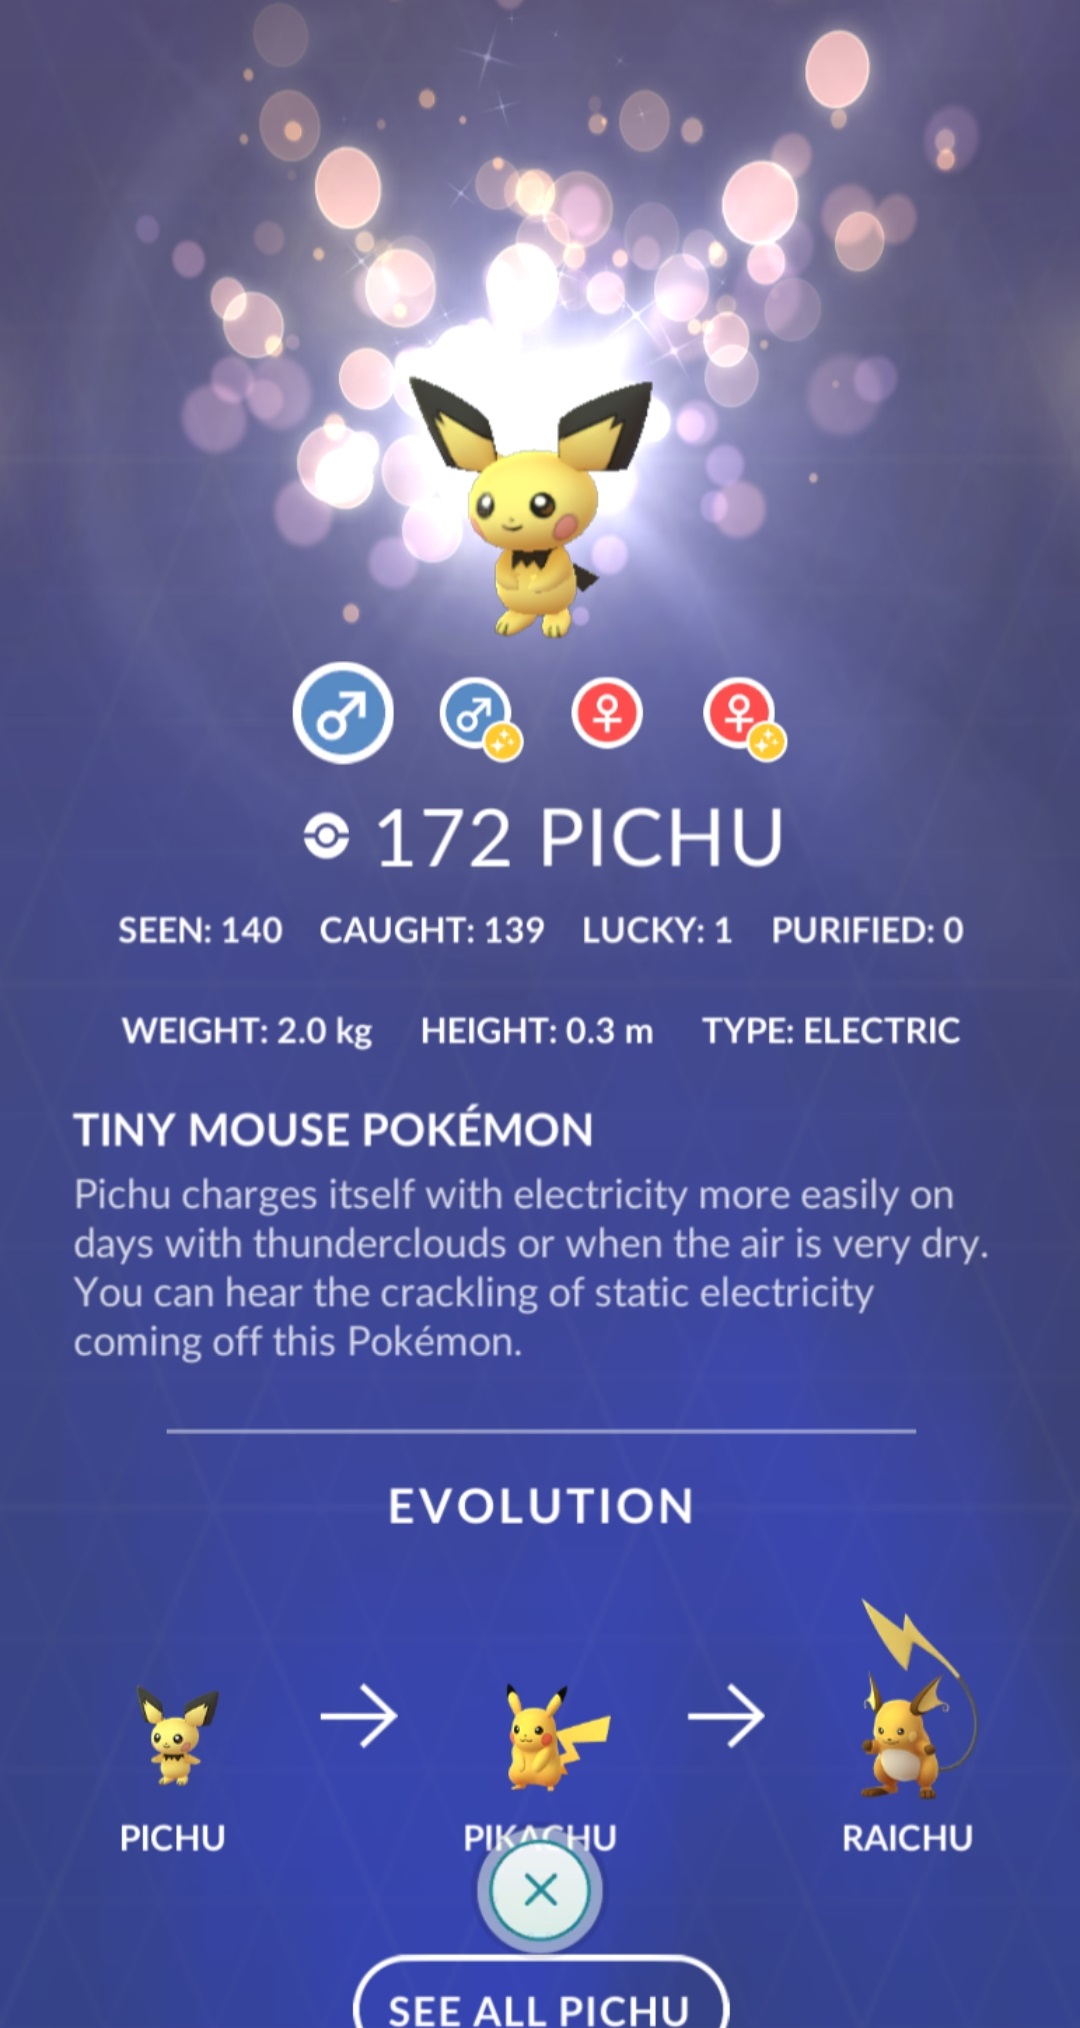 172 PICHU
SEEN: 140 CAUGHT: 139 LUCKY: 1 PURIFIED: 0
WEIGHT: 2.0 kg HEIGHT: 0.3 m TYPE: ELECTRIC
TINY MOUSE POKÉMON
Pichu charges itself with electricity more easily on
days with thunderclouds or when the air is very dry.
You can hear the crackling of static electricity
coming off this Pokémon.
EVOLUTION
PICHU PIKACHU RAICHU
SEE ALL PICHU